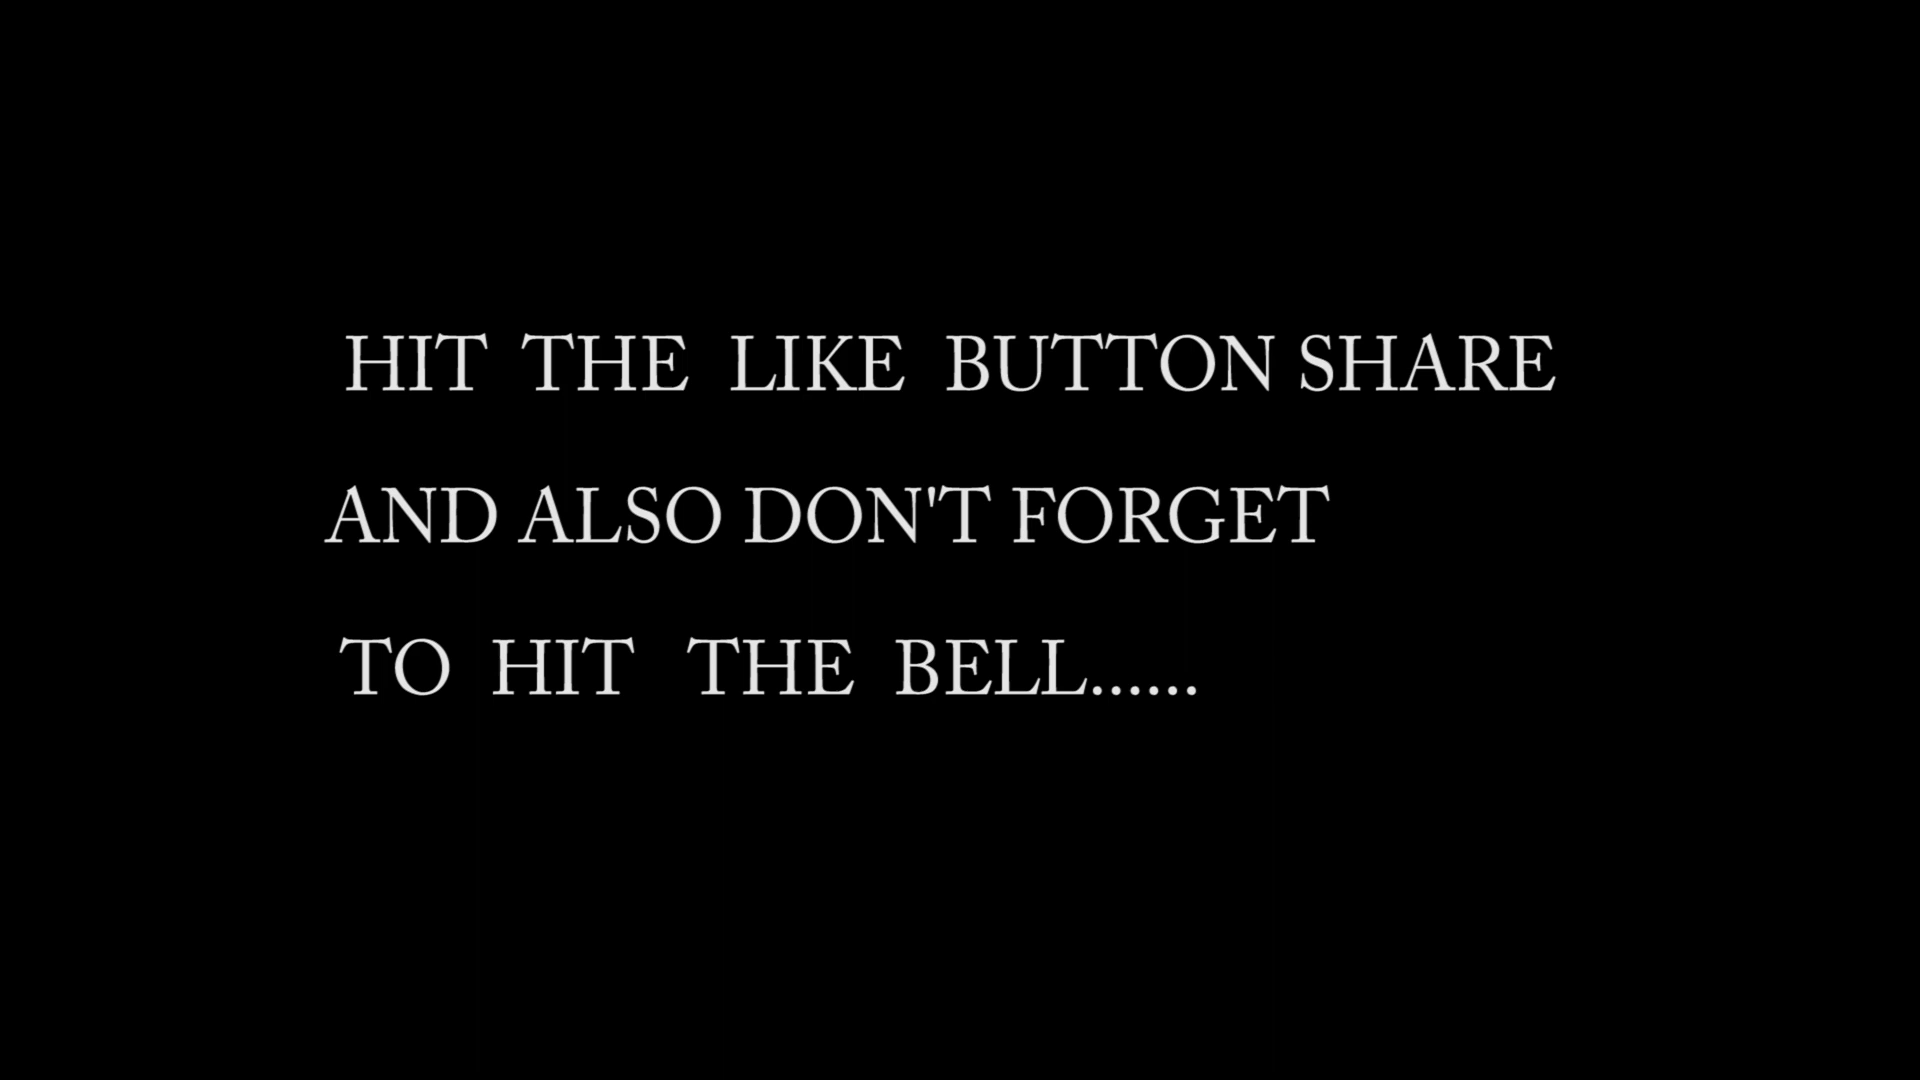 HIT THE LIKE BUTTON SHARE
AND ALSO DON'T FORGET
TO HIT THE BELL......